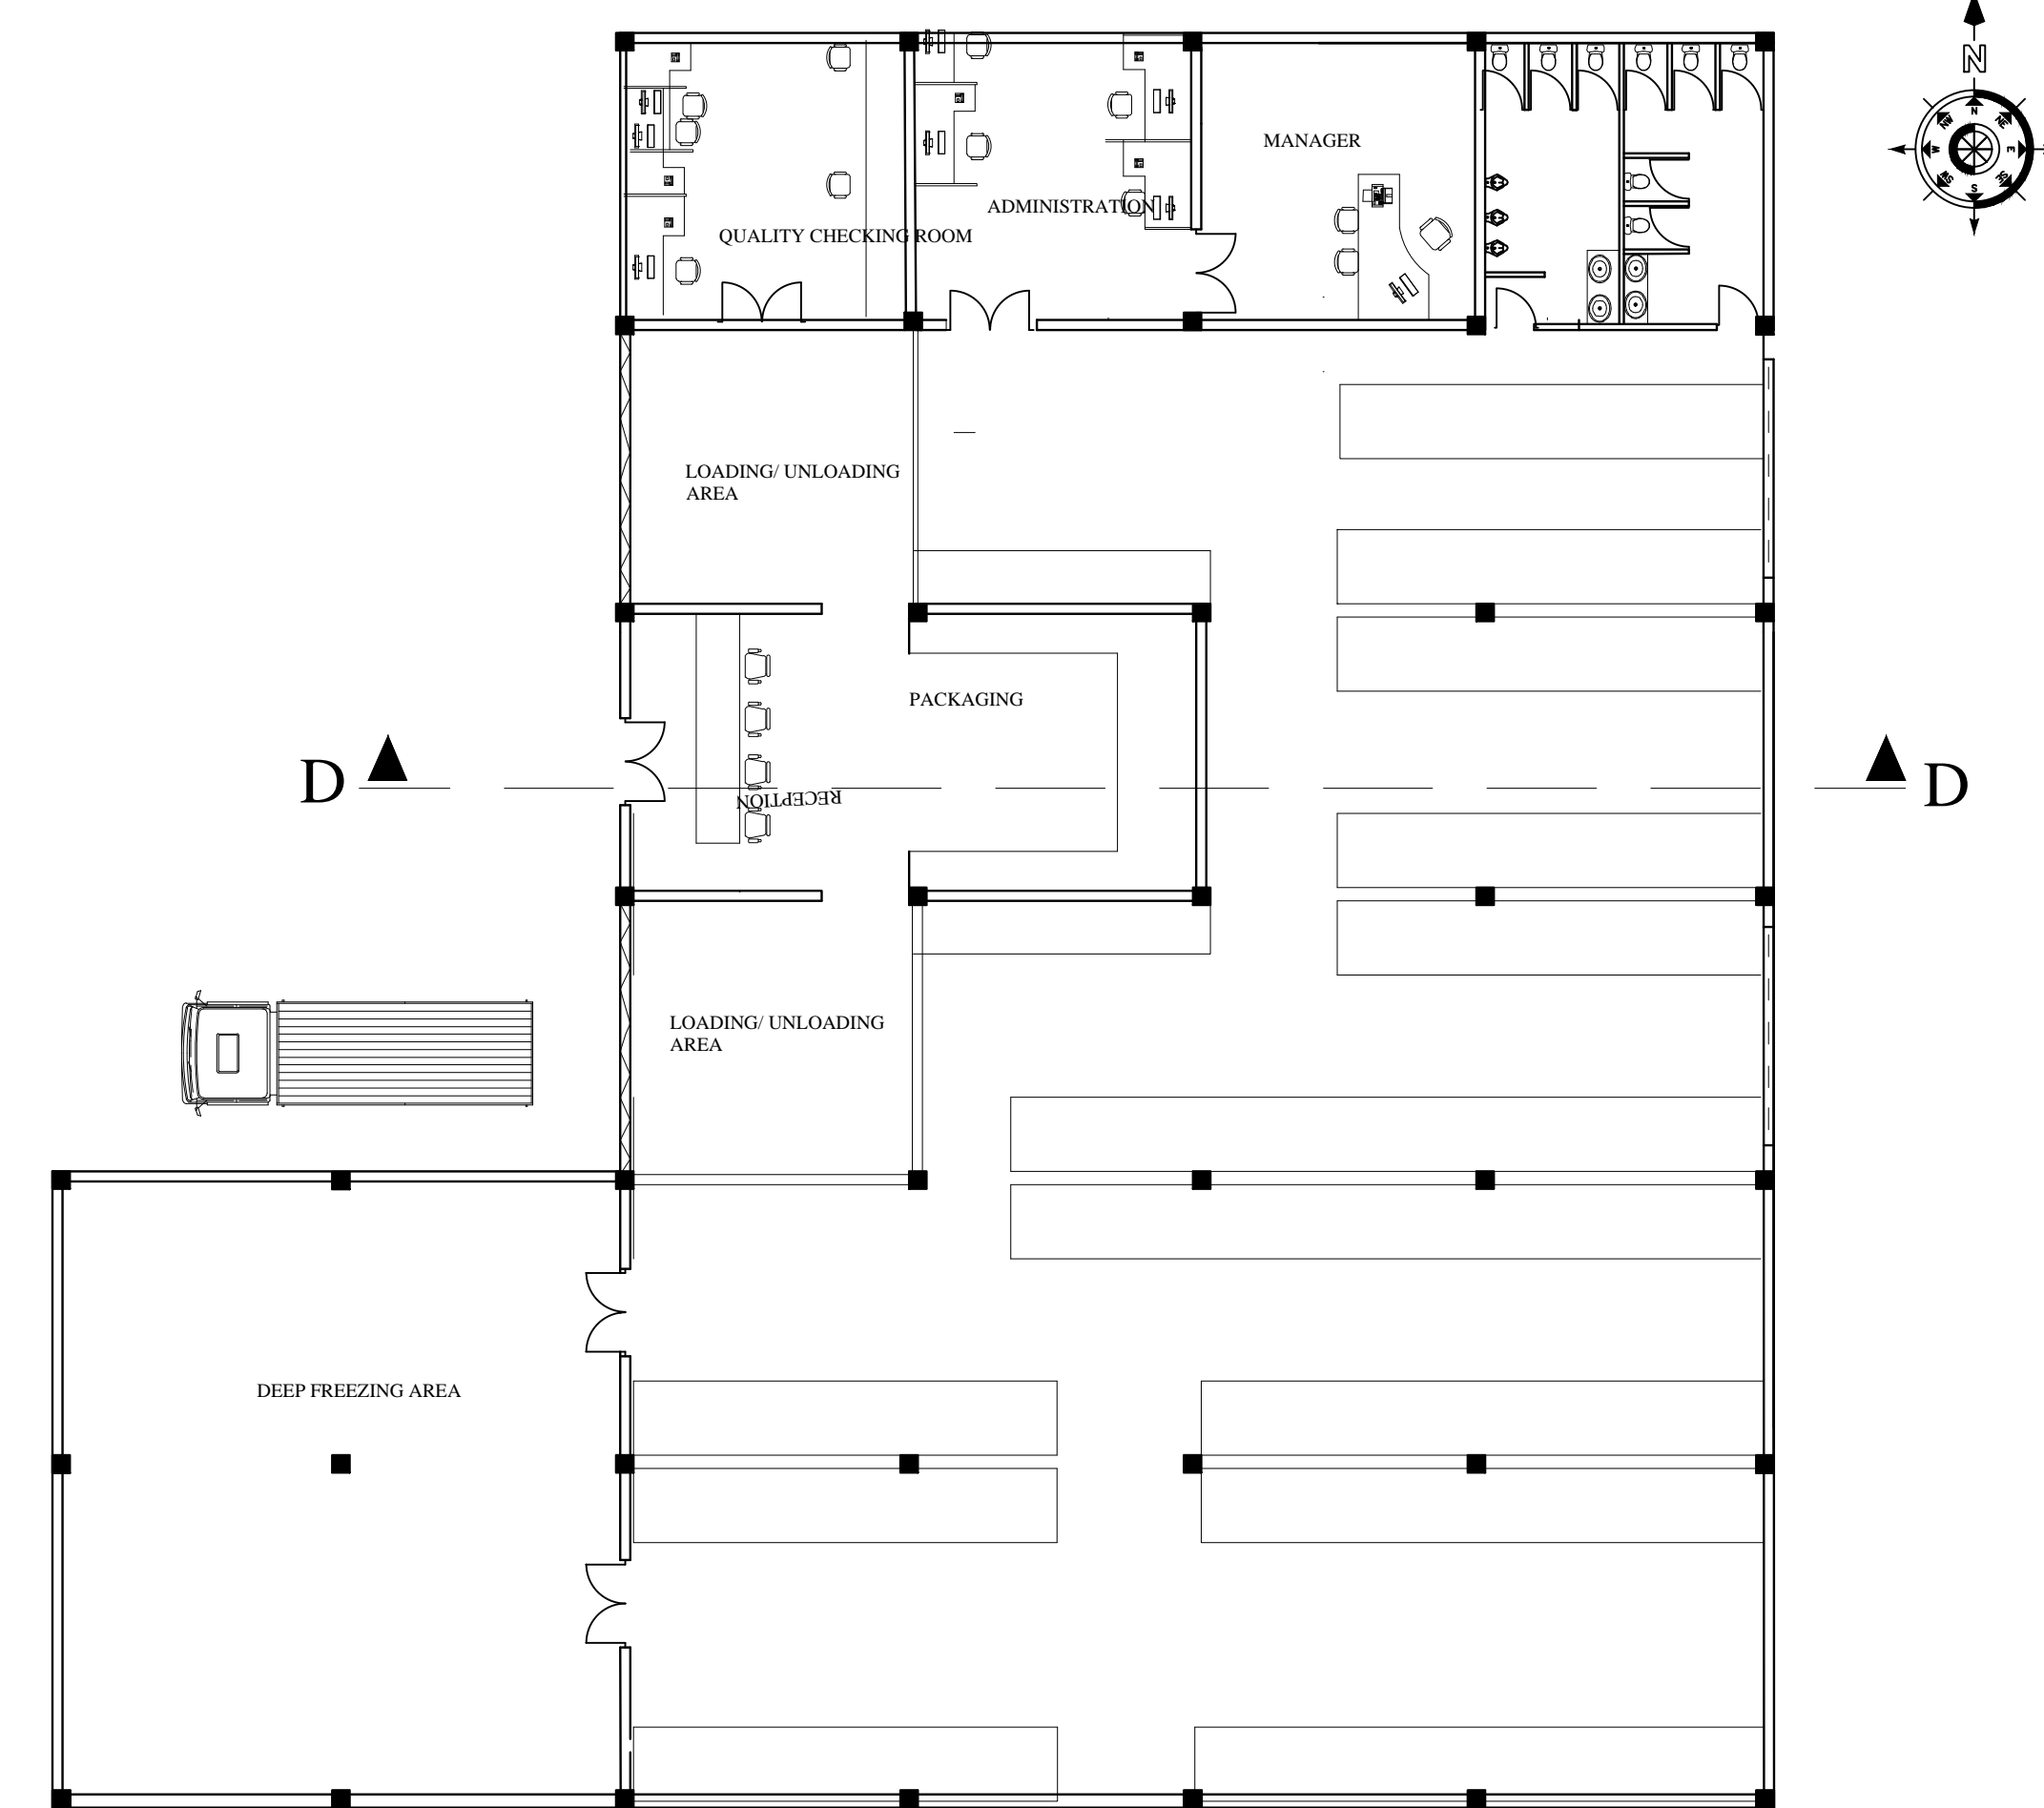 N
N
NW
NE
W
E
SW
SE
S
MANAGER
ADMINISTRATION
QUALITY CHECKING ROOM
LOADING/ UNLOADING
AREA
PACKAGING
D
D
RECEPTION
LOADING/ UNLOADING
AREA
DEEP FREEZING AREA